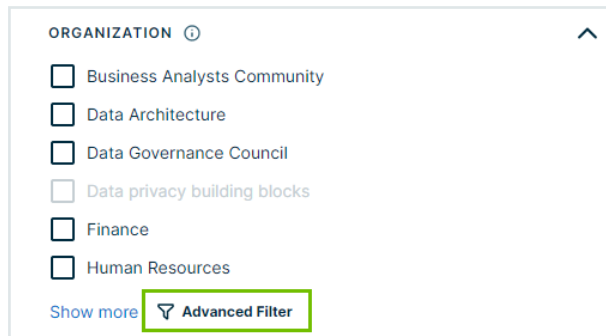 ORGANIZATION
Business Analysts Community
Data Architecture
Data Governance Council
Data privacy building blocks
Finance
Human Resources
Show more Advanced Filter